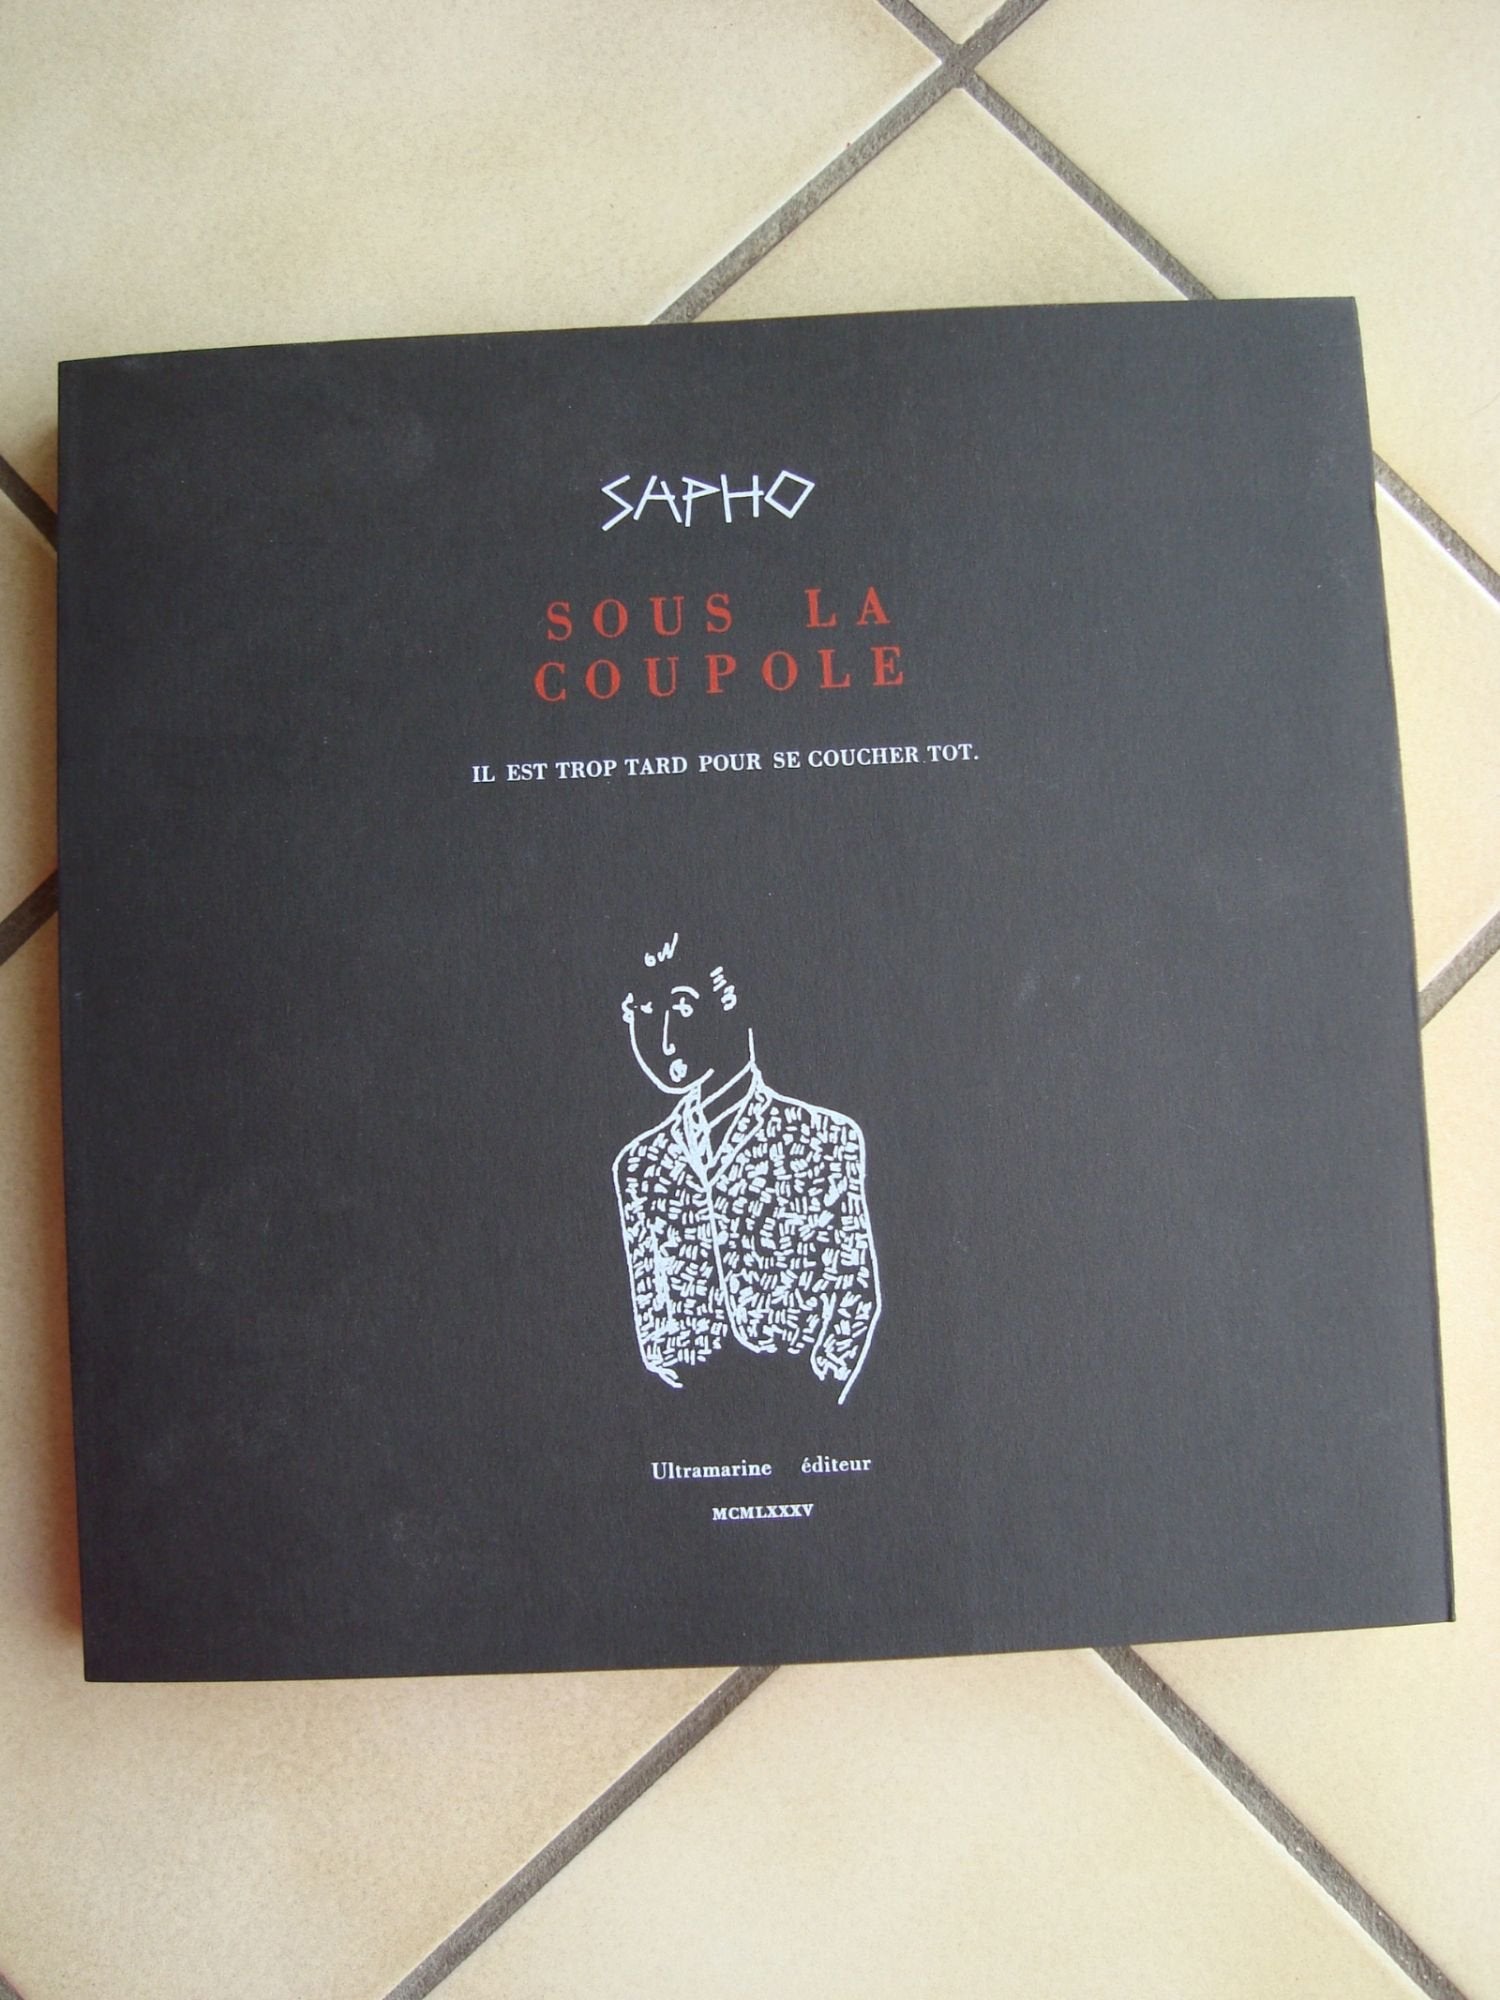 SAPHO
SOUS LA
COUPOLE
IL EST TROP TARD POUR SE COUCHER TOT.
Ultramarine éditeur
MCMLXXXV